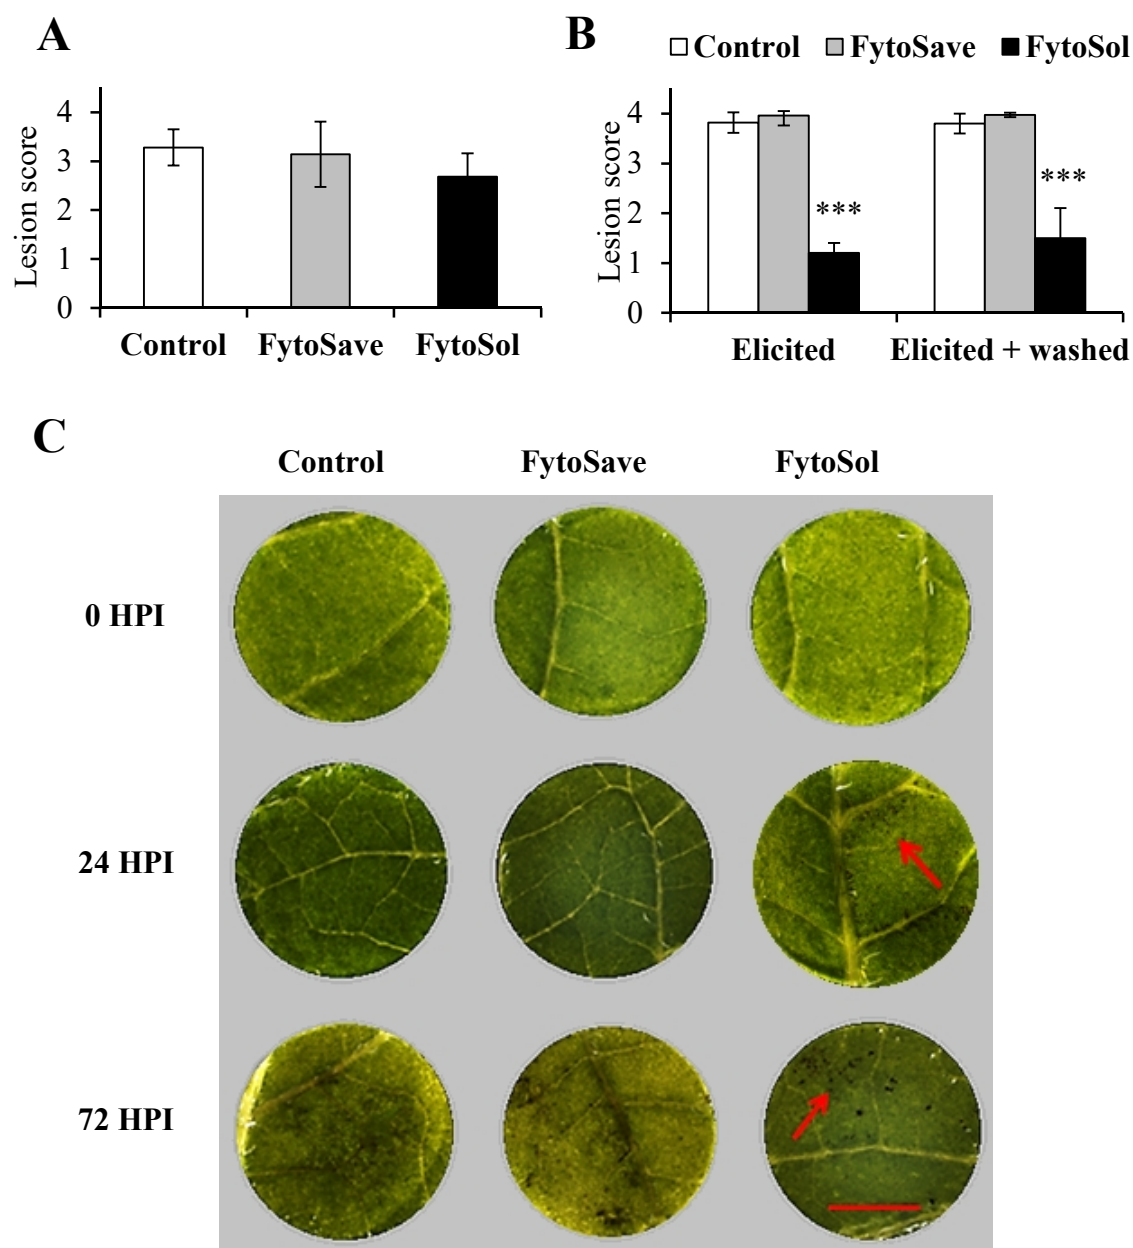 A
Lesion score
4
3
2
1
0
Control FytoSave FytoSol
B
Control FytoSave FytoSol
Lesion score
4
3
2
1
0
***
***
Elicited Elicited + washed
C
Control FytoSave FytoSol
0 HPI
24 HPI
72 HPI